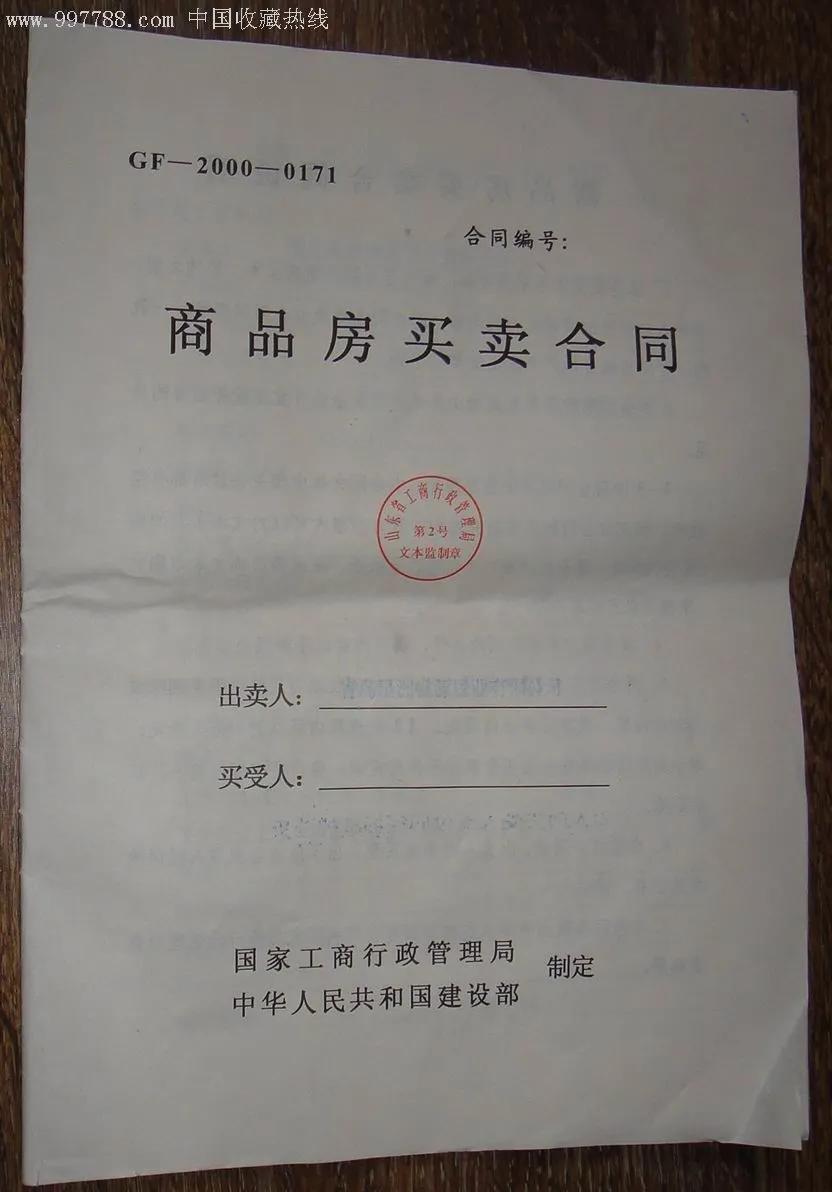 www.997788.com 中国收藏热线
GF—2000—0171
合同编号:
商品房买卖合同
山东省工商行政管理局
第2号
文本监制章
出卖人:
买受人:
国家工商行政管理局
中华人民共和国建设部
制定